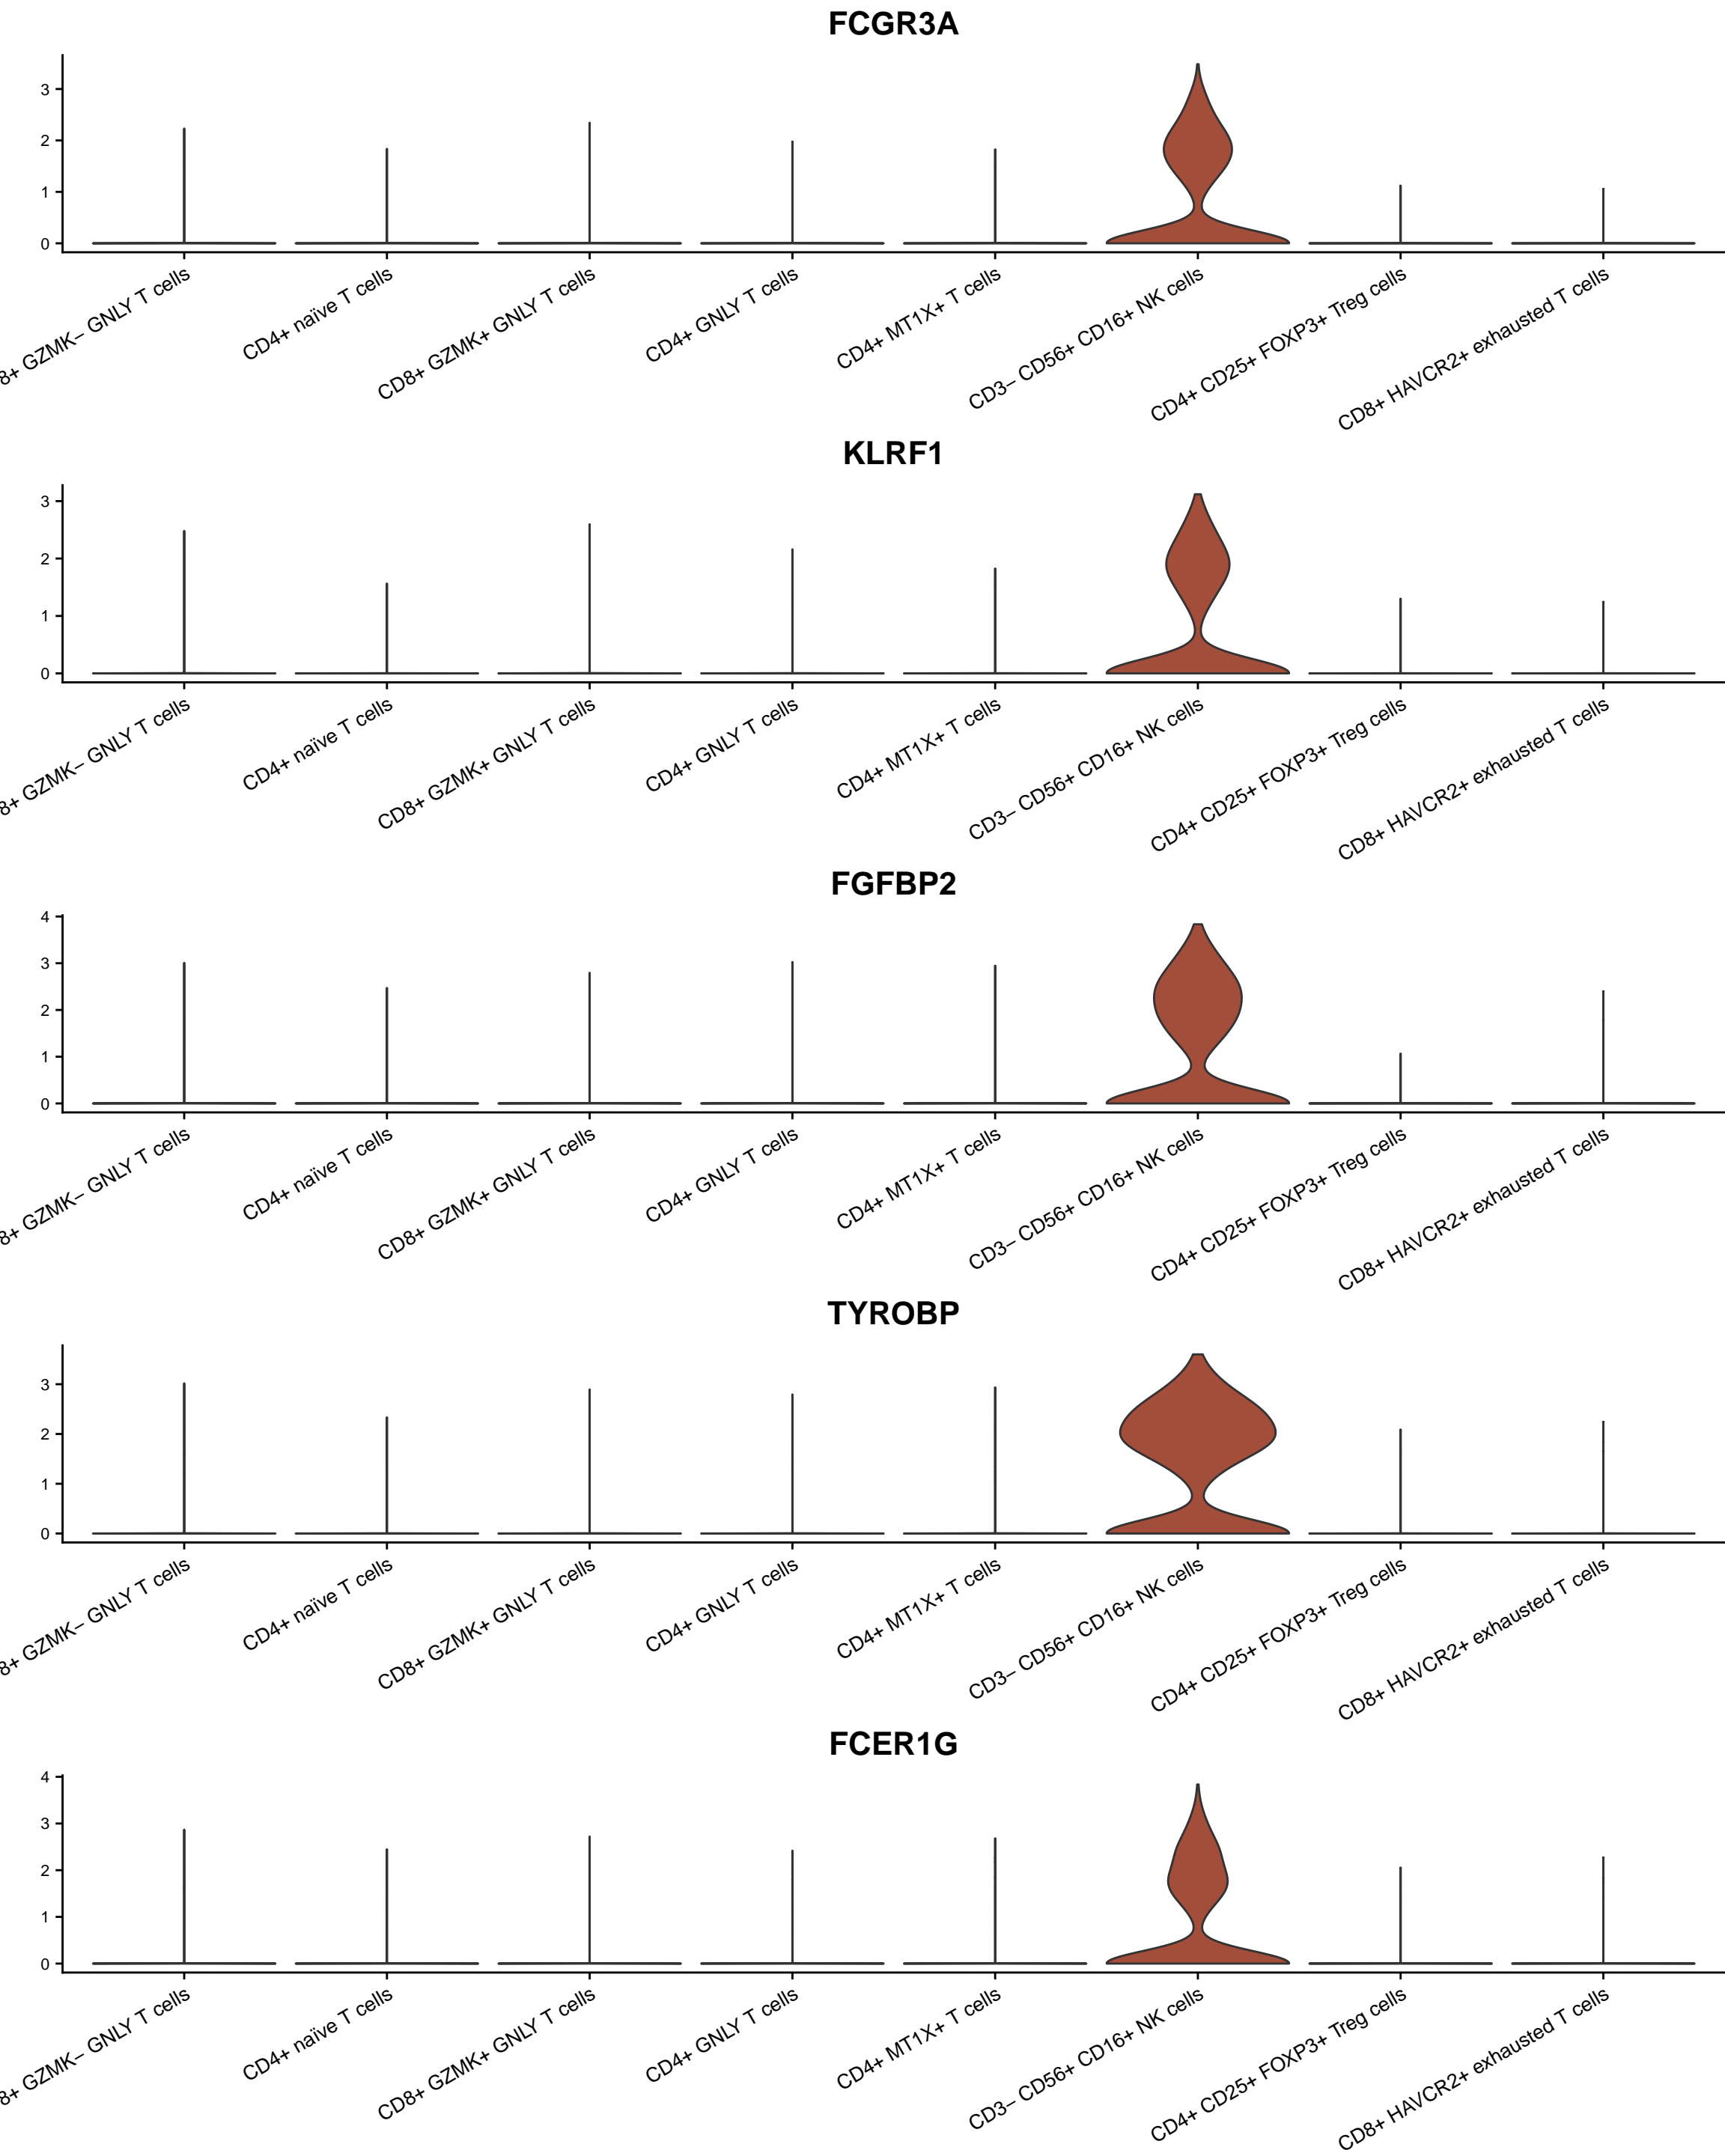 FCGR3A
3
2
1
0
8+ GZMK– GNLY T cells
CD4+ naïve T cells
CD8+ GZMK+ GNLY T cells
CD4+ GNLY T cells
CD4+ MT1X+ T cells
CD3– CD56+ CD16+ NK cells
CD4+ CD25+ FOXP3+ Treg cells
CD8+ HAVCR2+ exhausted T cells
KLRF1
3
2
1
0
8+ GZMK– GNLY T cells
CD4+ naïve T cells
CD8+ GZMK+ GNLY T cells
CD4+ GNLY T cells
CD4+ MT1X+ T cells
CD3– CD56+ CD16+ NK cells
CD4+ CD25+ FOXP3+ Treg cells
CD8+ HAVCR2+ exhausted T cells
FGFBP2
4
3
2
1
0
8+ GZMK– GNLY T cells
CD4+ naïve T cells
CD8+ GZMK+ GNLY T cells
CD4+ GNLY T cells
CD4+ MT1X+ T cells
CD3– CD56+ CD16+ NK cells
CD4+ CD25+ FOXP3+ Treg cells
CD8+ HAVCR2+ exhausted T cells
TYROBP
3
2
1
0
8+ GZMK– GNLY T cells
CD4+ naïve T cells
CD8+ GZMK+ GNLY T cells
CD4+ GNLY T cells
CD4+ MT1X+ T cells
CD3– CD56+ CD16+ NK cells
CD4+ CD25+ FOXP3+ Treg cells
CD8+ HAVCR2+ exhausted T cells
FCER1G
4
3
2
1
0
8+ GZMK– GNLY T cells
CD4+ naïve T cells
CD8+ GZMK+ GNLY T cells
CD4+ GNLY T cells
CD4+ MT1X+ T cells
CD3– CD56+ CD16+ NK cells
CD4+ CD25+ FOXP3+ Treg cells
CD8+ HAVCR2+ exhausted T cells